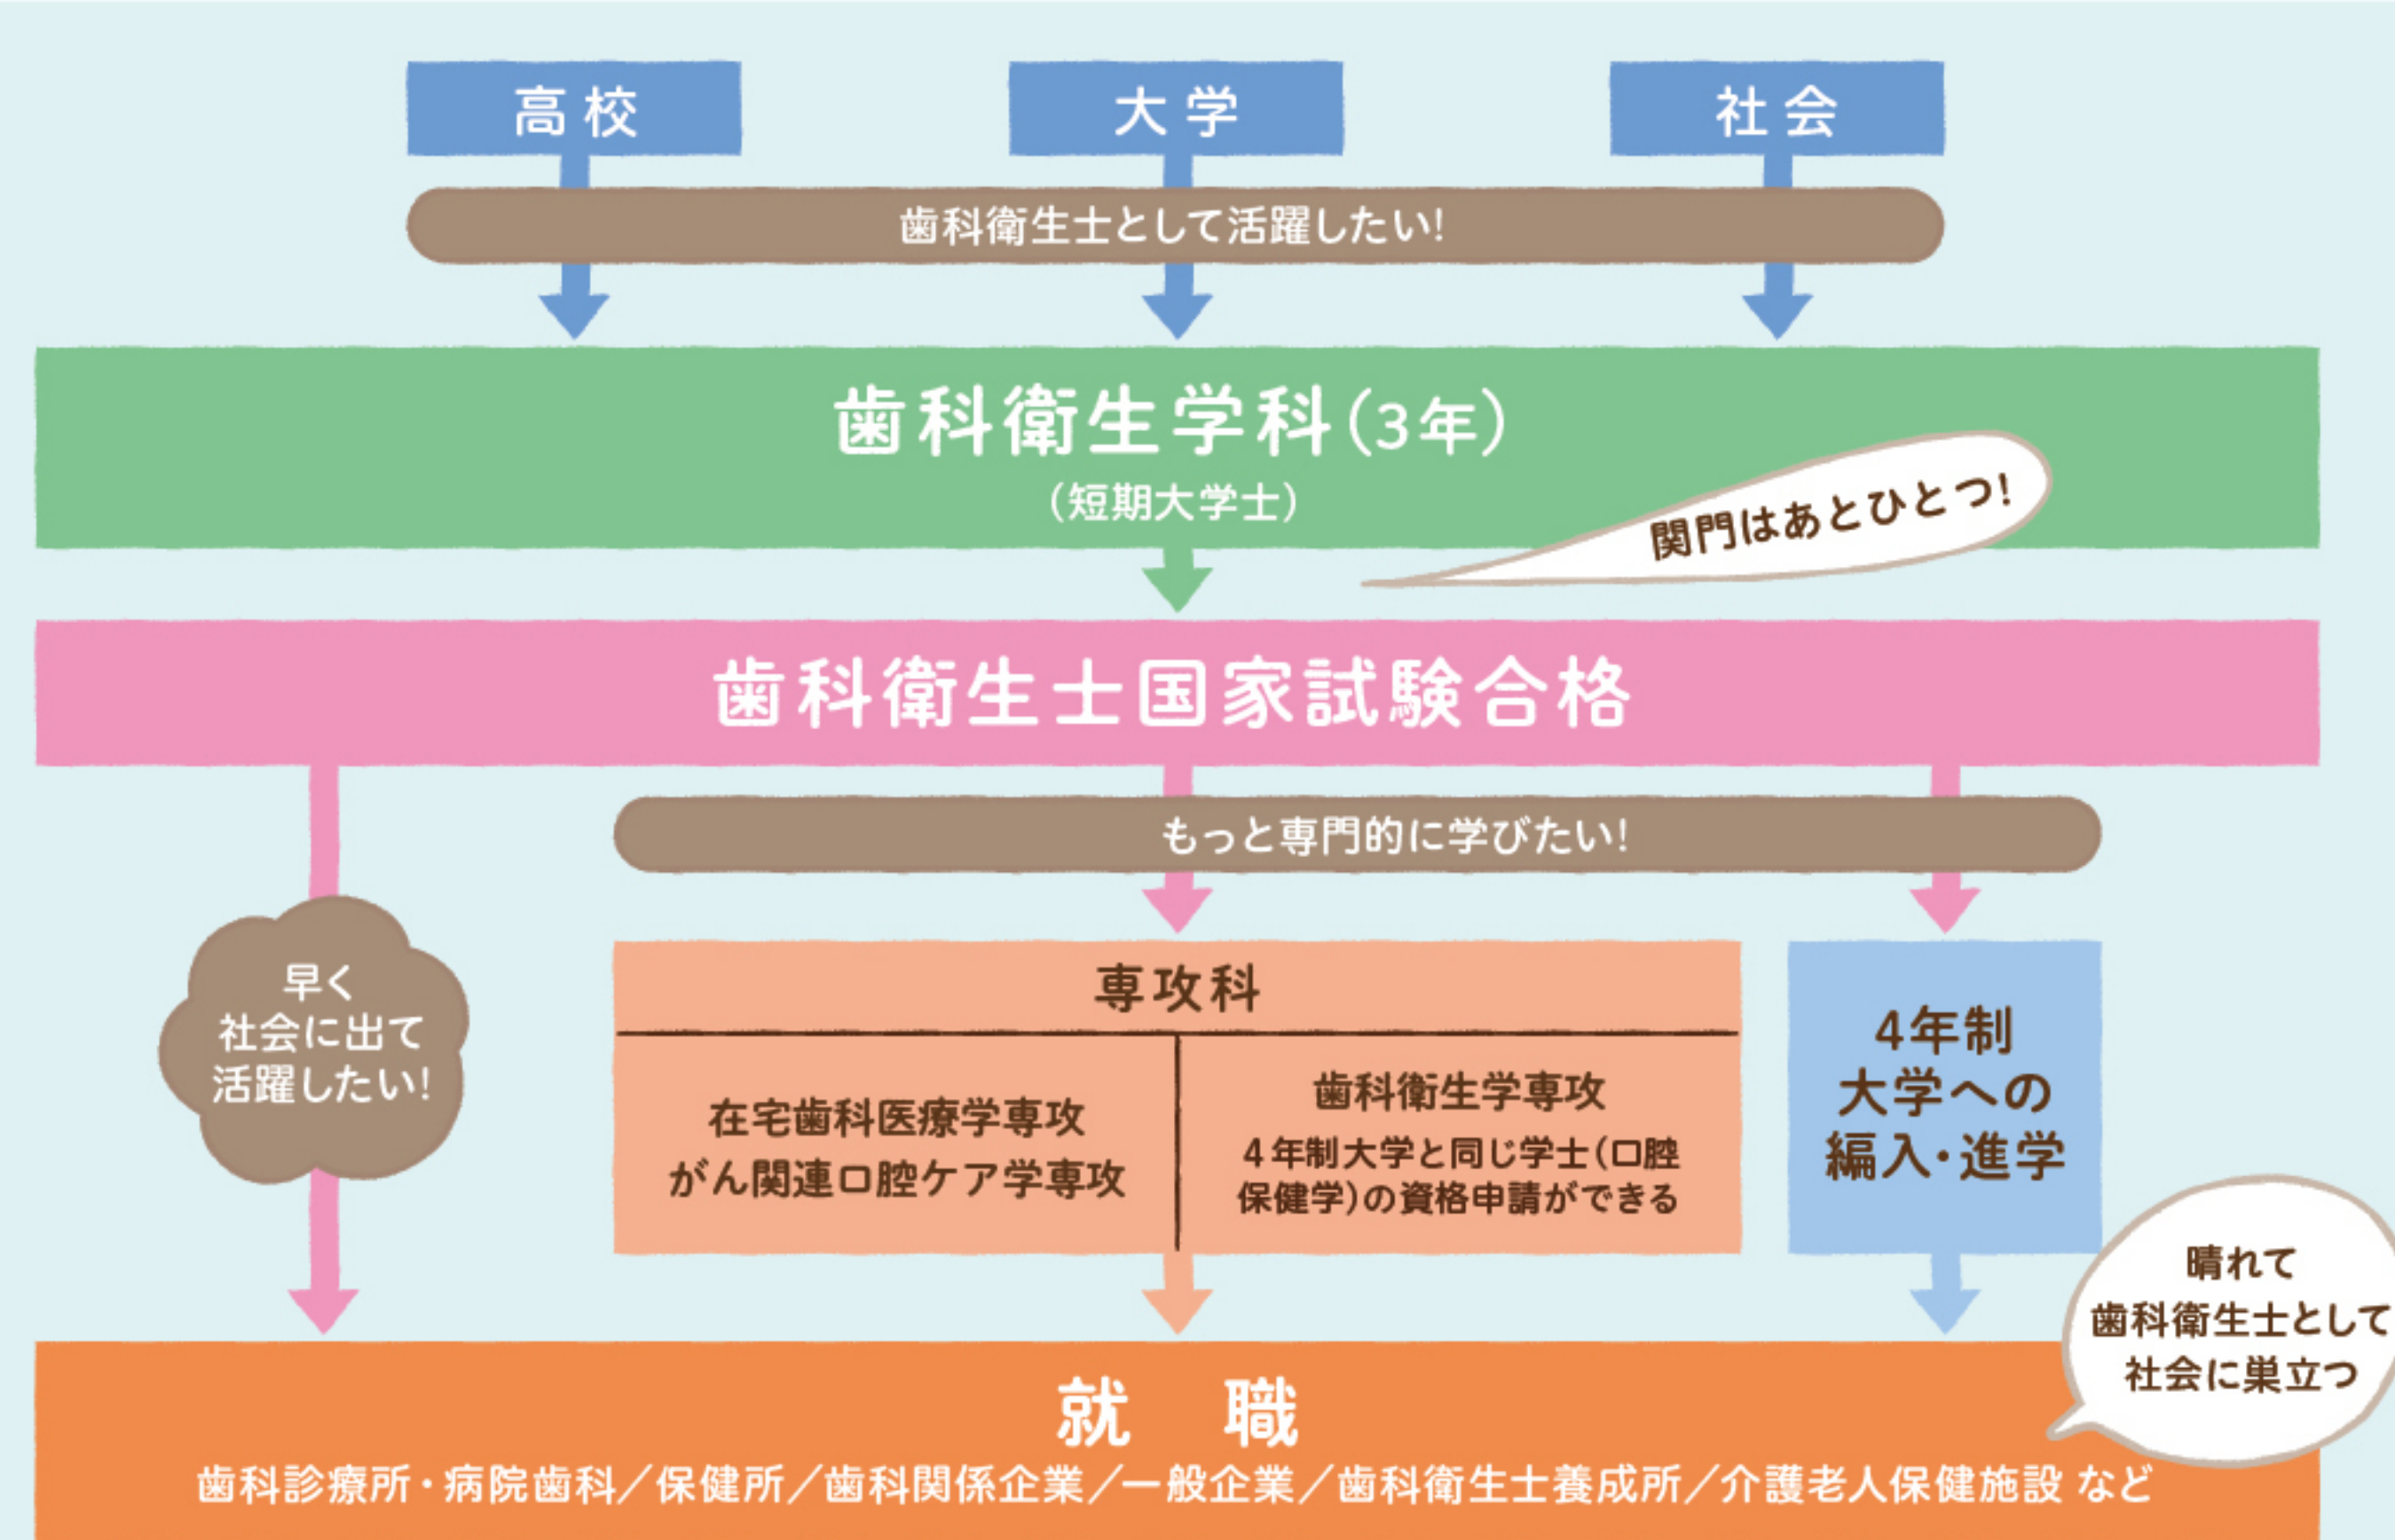 高校
大学
社会
歯科衛生士として活躍したい!
歯科衛生学科(3年)
(短期大学士)
関門はあとひとつ!
歯科衛生士国家試験合格
もっと専門的に学びたい!
早く
社会に出て
活躍したい!
専攻科
在宅歯科医療学専攻
がん関連口腔ケア学専攻
歯科衛生学専攻
4年制大学と同じ学士(口腔
保健学)の資格申請ができる
4年制
大学への
編入・進学
晴れて
歯科衛生士として
社会に巣立つ
就 職
歯科診療所・病院歯科/保健所/歯科関係企業/一般企業/歯科衛生士養成所/介護老人保健施設 など